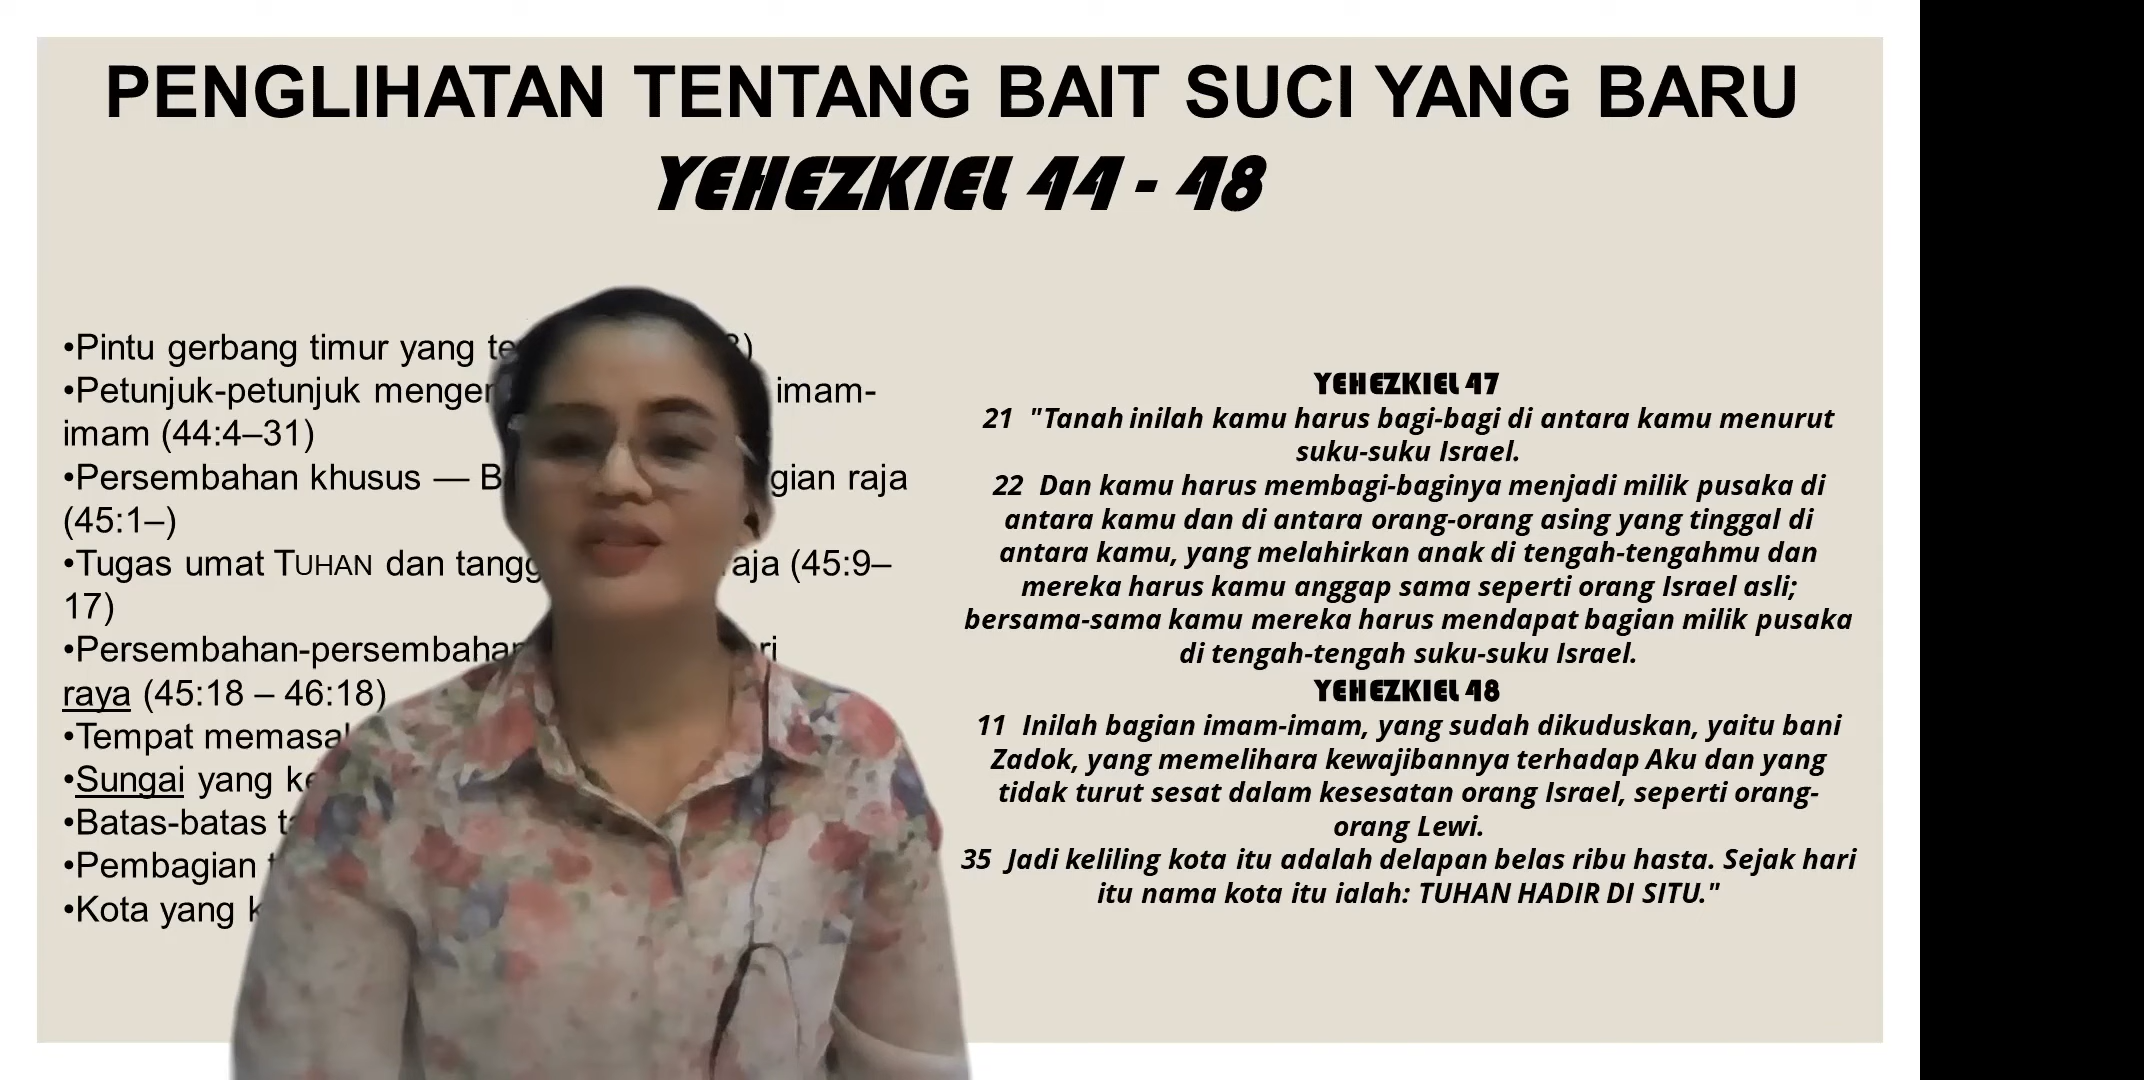 PENGLIHATAN TENTANG BAIT SUCI YANG BARU
YEHEZKIEL 44 - 48
•Pintu gerbang timur yang
•Petunjuk-petunjuk imam-
imam (44:4–31)
•Persembahan khusus — raja
(45:1–)
•Tugas umat TUHAN dan (45:9–
17)
•Persembahan-persembahan
raya (45:18 – 46:18)
•Tempat
•Sungai yang
•Batas-batas
•Pembagian
•Kota yang
YEHEZKIEL 47
21 "Tanah inilah kamu harus bagi-bagi di antara kamu menurut
suku-suku Israel.
22 Dan kamu harus membagi-baginya menjadi milik pusaka di
antara kamu dan di antara orang-orang asing yang tinggal di
antara kamu, yang melahirkan anak di tengah-tengahmu dan
mereka harus kamu anggap sama seperti orang Israel asli;
bersama-sama kamu mereka harus mendapat bagian milik pusaka
di tengah-tengah suku-suku Israel.
YEHEZKIEL 48
11 Inilah bagian imam-imam, yang sudah dikuduskan, yaitu bani
Zadok, yang memelihara kewajibannya terhadap Aku dan yang
tidak turut sesat dalam kesesatan orang Israel, seperti orang-
orang Lewi.
35 Jadi keliling kota itu adalah delapan belas ribu hasta. Sejak hari
itu nama kota itu ialah: TUHAN HADIR DI SITU."